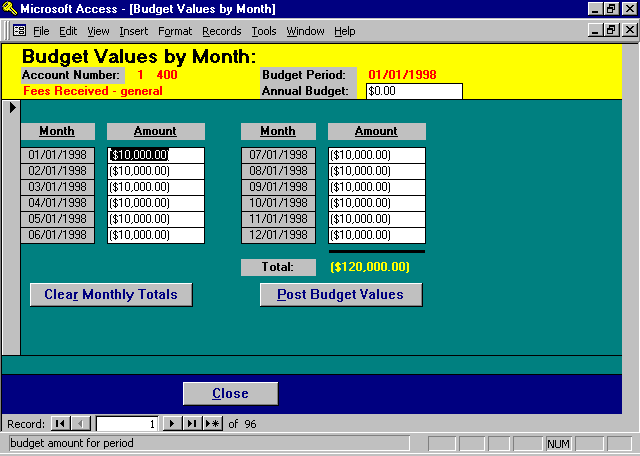 Microsoft Access - [Budget Values by Month]
File Edit View Insert Format Records Tools Window Help
Budget Values by Month:
Account Number: 1 400 Budget Period: 01/01/1998
Fees Received - general Annual Budget: $0.00
Month Amount Month Amount
01/01/1998 ($10,000.00) 07/01/1998 ($10,000.00)
02/01/1998 ($10,000.00) 08/01/1998 ($10,000.00)
03/01/1998 ($10,000.00) 09/01/1998 ($10,000.00)
04/01/1998 ($10,000.00) 10/01/1998 ($10,000.00)
05/01/1998 ($10,000.00) 11/01/1998 ($10,000.00)
06/01/1998 ($10,000.00) 12/01/1998 ($10,000.00)
Total: ($120,000.00)
Clear Monthly Totals Post Budget Values
Close
Record: 1 of 96
budget amount for period NUM